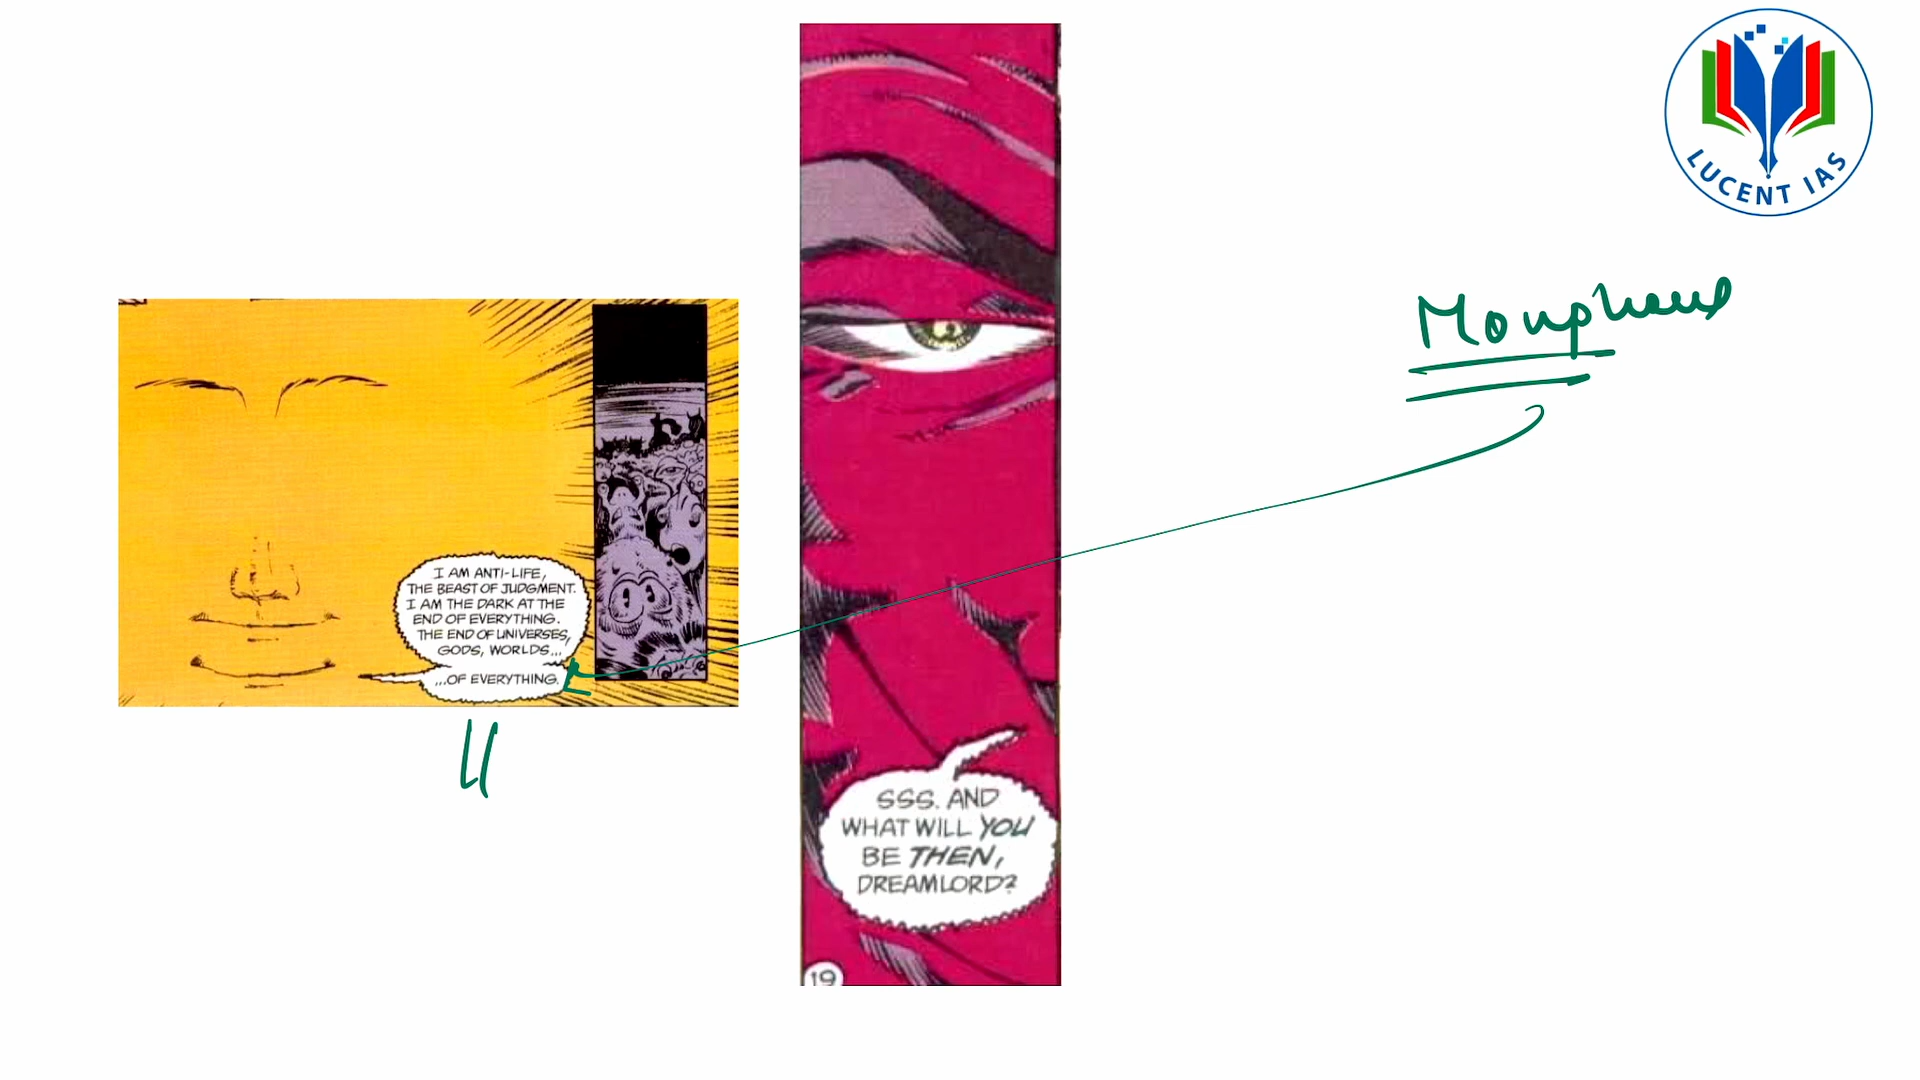 I AM ANTI-LIFE,
THE BEAST OF JUDGMENT.
I AM THE DARK AT THE
END OF EVERYTHING.
THE END OF UNIVERSES,
GODS, WORLDS...
...OF EVERYTHING.
SSS. AND
WHAT WILL YOU
BE THEN,
DREAMLORD?
19
Morpheus
LUCENT IAS